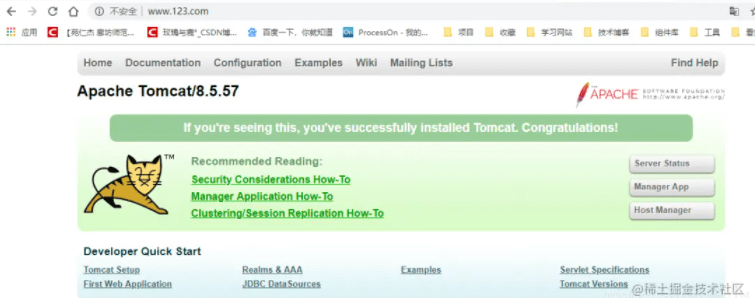 不安全 | www.123.com
应用 【苑仁杰 廊坊师范... 玫瑰与鹿"_CSDN博... 百度一下，你就知道 ProcessOn - 我的... 项目 收藏 学习网站 技术博客 组件库 工具
Home Documentation Configuration Examples Wiki Mailing Lists Find Help
Apache Tomcat/8.5.57
APACHE SOFTWARE FOUNDATION
http://www.apache.org/
If you're seeing this, you've successfully installed Tomcat. Congratulations!
TM
Recommended Reading:
Security Considerations How-To
Manager Application How-To
Clustering/Session Replication How-To
Server Status
Manager App
Host Manager
Developer Quick Start
Tomcat Setup Realms & AAA Examples Servlet Specifications
First Web Application JDBC DataSources Tomcat Versions
@稀土掘金技术社区